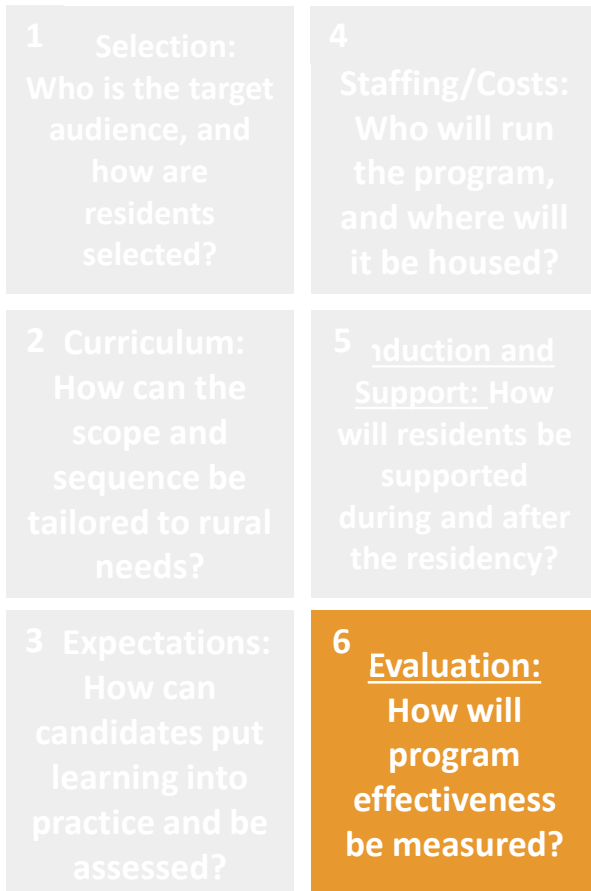 1 Selection:
Who is the target
audience, and
how are
residents
selected?
2 Curriculum:
How can the
scope and
sequence be
tailored to rural
needs?
3 Expectations:
How can
candidates put
learning into
practice and be
assessed?
4
Staffing/Costs:
Who will run
the program,
and where will
it be housed?
5 nduction and
Support: How
will residents be
supported
during and after
the residency?
6
Evaluation:
How will
program
effectiveness
be measured?